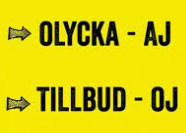 OLYCKA - AJ
TILLBUD - OJ